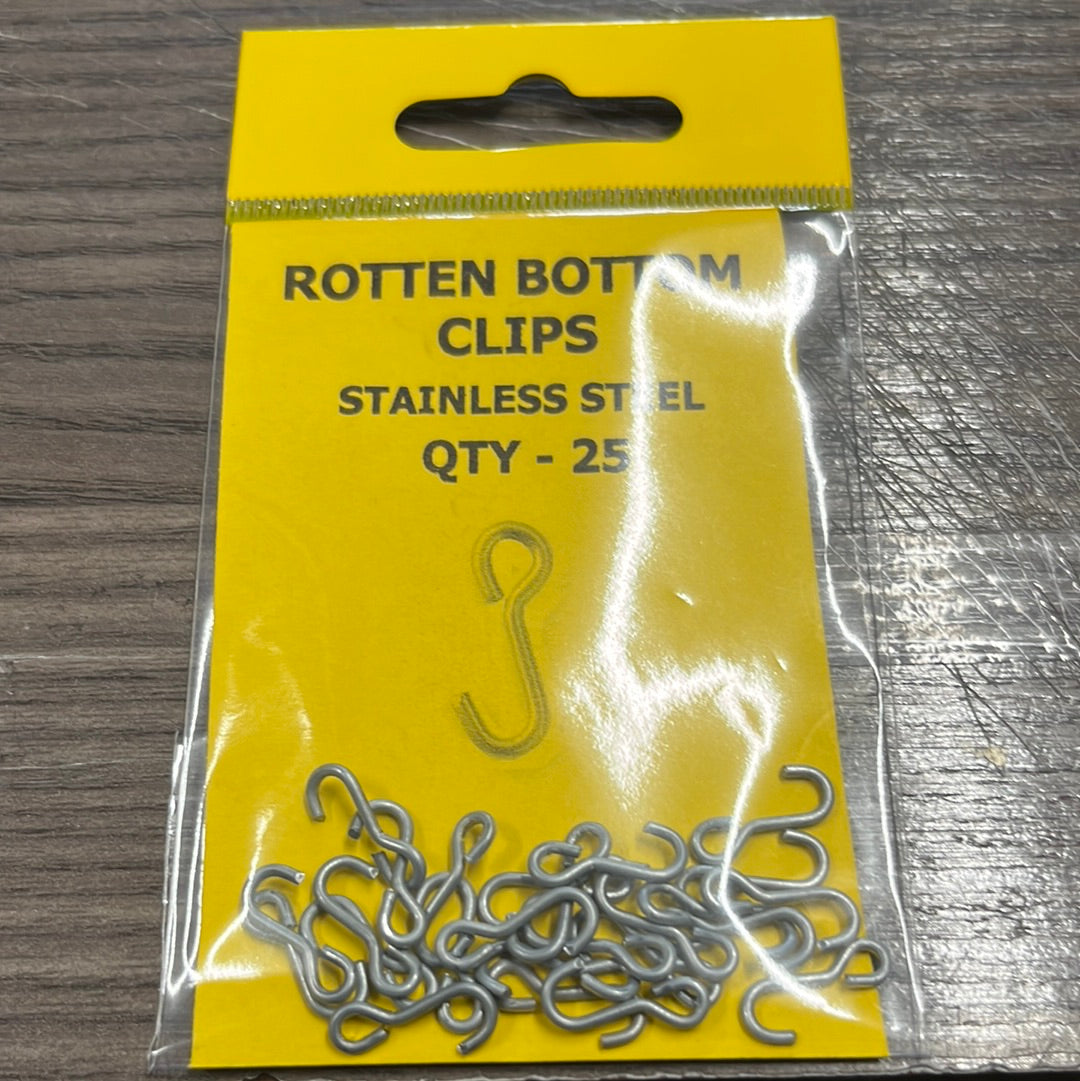 ROTTEN BOTTOM
CLIPS
STAINLESS STEEL
QTY - 25